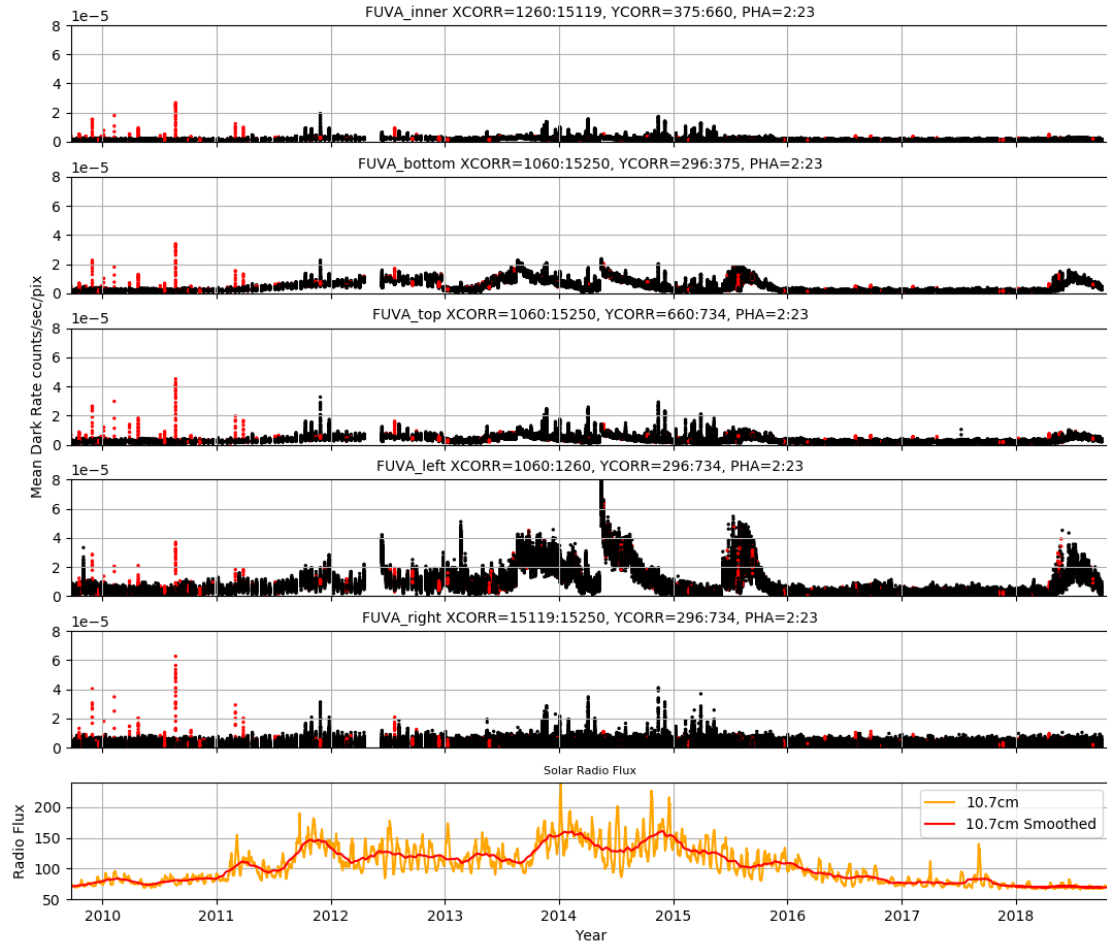 FUVA_inner XCORR=1260:15119, YCORR=375:660, PHA=2:23
1e−5
8
6
4
2
0
FUVA_bottom XCORR=1060:15250, YCORR=296:375, PHA=2:23
1e−5
8
6
4
2
0
FUVA_top XCORR=1060:15250, YCORR=660:734, PHA=2:23
1e−5
8
6
4
2
0
Mean Dark Rate counts/sec/pix
FUVA_left XCORR=1060:1260, YCORR=296:734, PHA=2:23
1e−5
8
6
4
2
0
FUVA_right XCORR=15119:15250, YCORR=296:734, PHA=2:23
1e−5
8
6
4
2
0
Solar Radio Flux
200
150
100
50
Radio Flux
10.7cm
10.7cm Smoothed
2010 2011 2012 2013 2014 2015 2016 2017 2018
Year